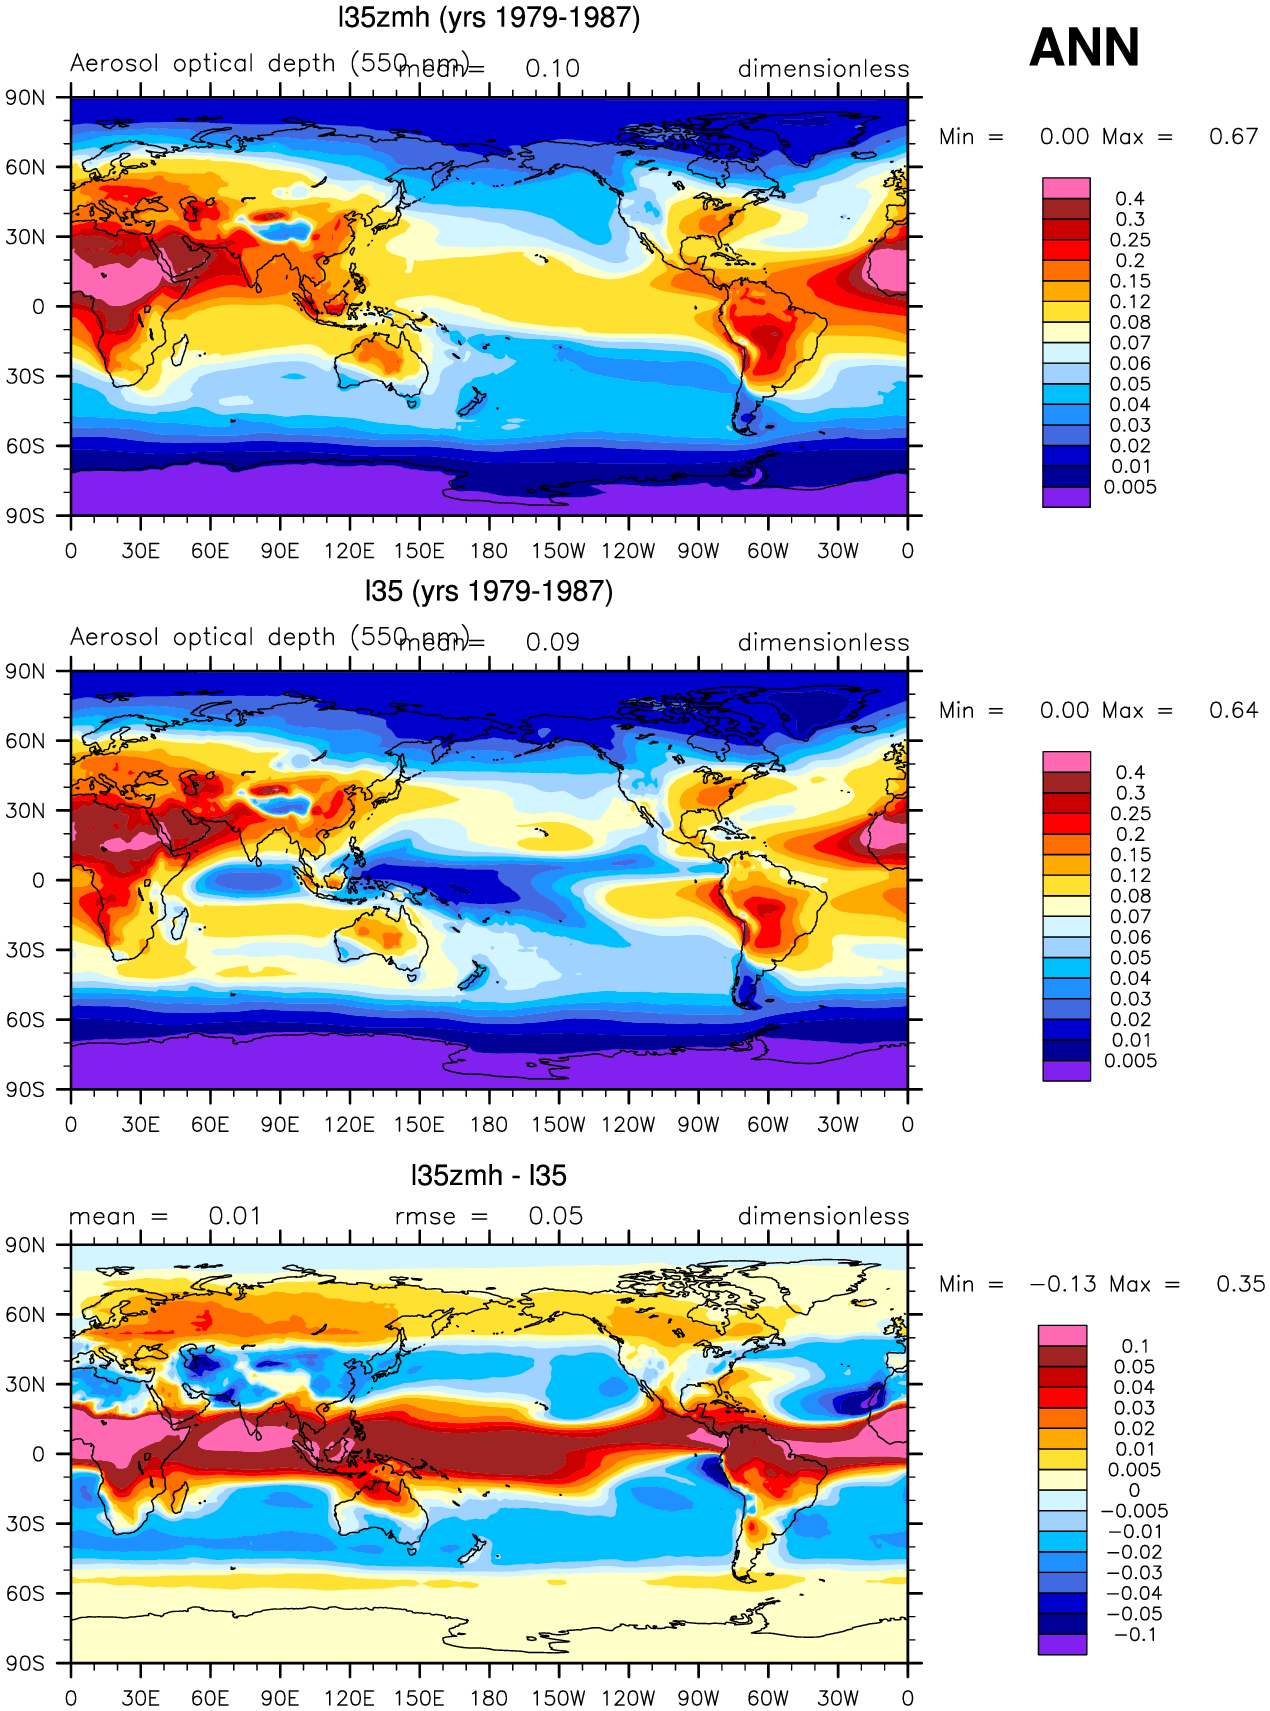 l35zmh (yrs 1979-1987)
ANN
Aerosol optical depth (550 nm) mean= 0.10 dimensionless
Min = 0.00 Max = 0.67
90N
60N
30N
0
30S
60S
90S
0 30E 60E 90E 120E 150E 180 150W 120W 90W 60W 30W 0
0.4
0.3
0.25
0.2
0.15
0.12
0.08
0.07
0.06
0.05
0.04
0.03
0.02
0.01
0.005
l35 (yrs 1979-1987)
Aerosol optical depth (550 nm) mean= 0.09 dimensionless
Min = 0.00 Max = 0.64
90N
60N
30N
0
30S
60S
90S
0 30E 60E 90E 120E 150E 180 150W 120W 90W 60W 30W 0
0.4
0.3
0.25
0.2
0.15
0.12
0.08
0.07
0.06
0.05
0.04
0.03
0.02
0.01
0.005
l35zmh - l35
mean = 0.01 rmse = 0.05 dimensionless
Min = −0.13 Max = 0.35
90N
60N
30N
0
30S
60S
90S
0 30E 60E 90E 120E 150E 180 150W 120W 90W 60W 30W 0
0.1
0.05
0.04
0.03
0.02
0.01
0.005
0
−0.005
−0.01
−0.02
−0.03
−0.04
−0.05
−0.1